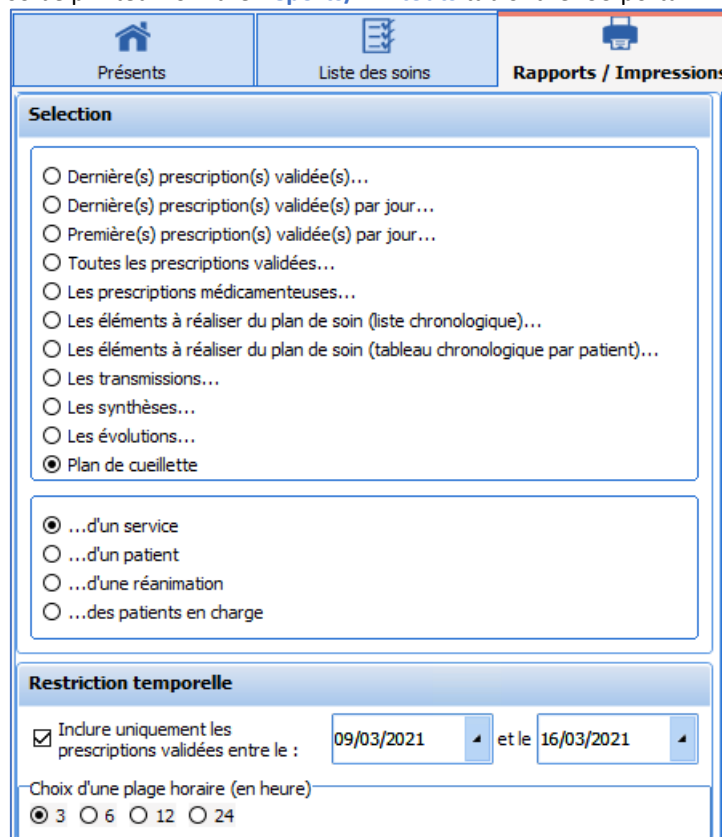 Présents
Liste des soins
Rapports / Impressions
Selection
Dernière(s) prescription(s) validée(s)...
Dernière(s) prescription(s) validée(s) par jour...
Première(s) prescription(s) validée(s) par jour...
Toutes les prescriptions validées...
Les prescriptions médicamenteuses...
Les éléments à réaliser du plan de soin (liste chronologique)...
Les éléments à réaliser du plan de soin (tableau chronologique par patient)...
Les transmissions...
Les synthèses...
Les évolutions...
Plan de cueillette
...d'un service
...d'un patient
...d'une réanimation
...des patients en charge
Restriction temporelle
Inclure uniquement les
prescriptions validées entre le : 09/03/2021 et le 16/03/2021
Choix d'une plage horaire (en heure)
3 6 12 24